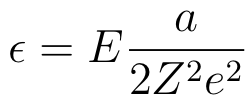 ϵ = E a / 2Z²e²